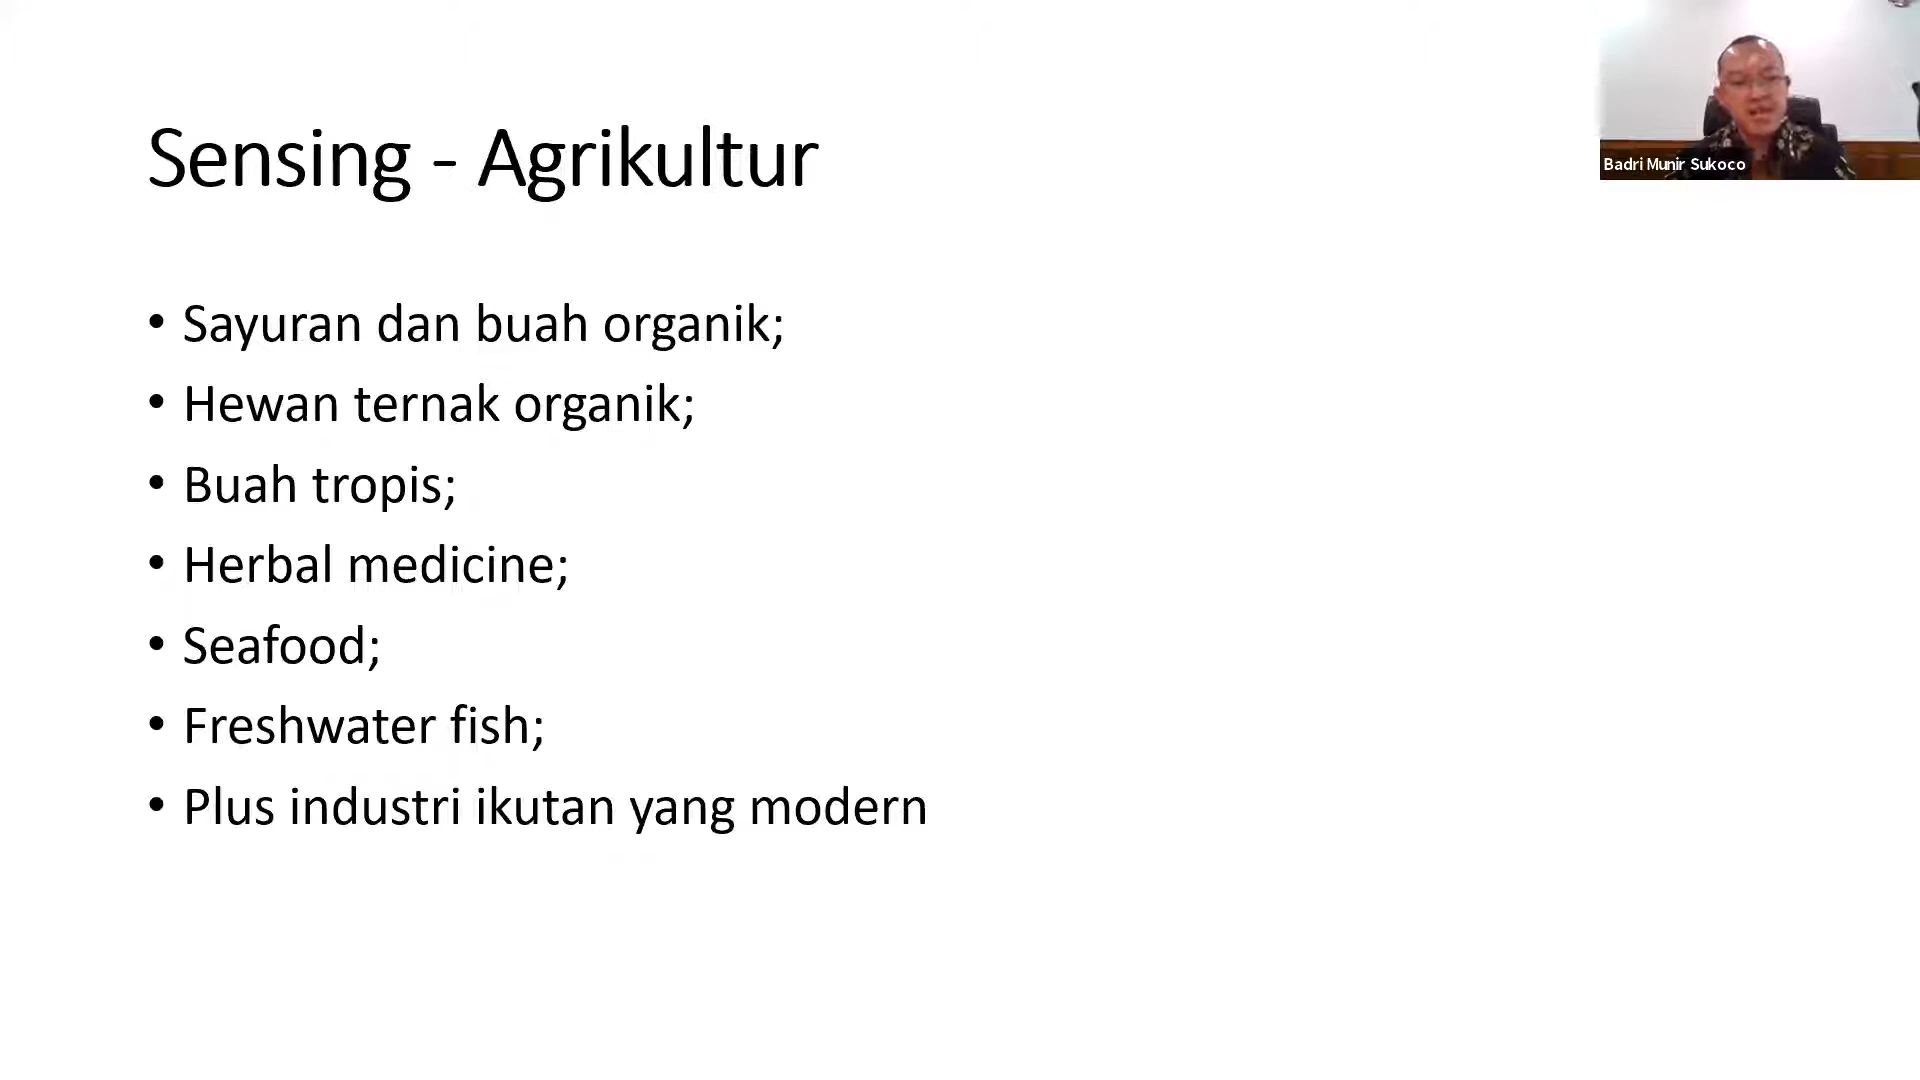 Sensing - Agrikultur
• Sayuran dan buah organik;
• Hewan ternak organik;
• Buah tropis;
• Herbal medicine;
• Seafood;
• Freshwater fish;
• Plus industri ikutan yang modern
Badri Munir Sukoco